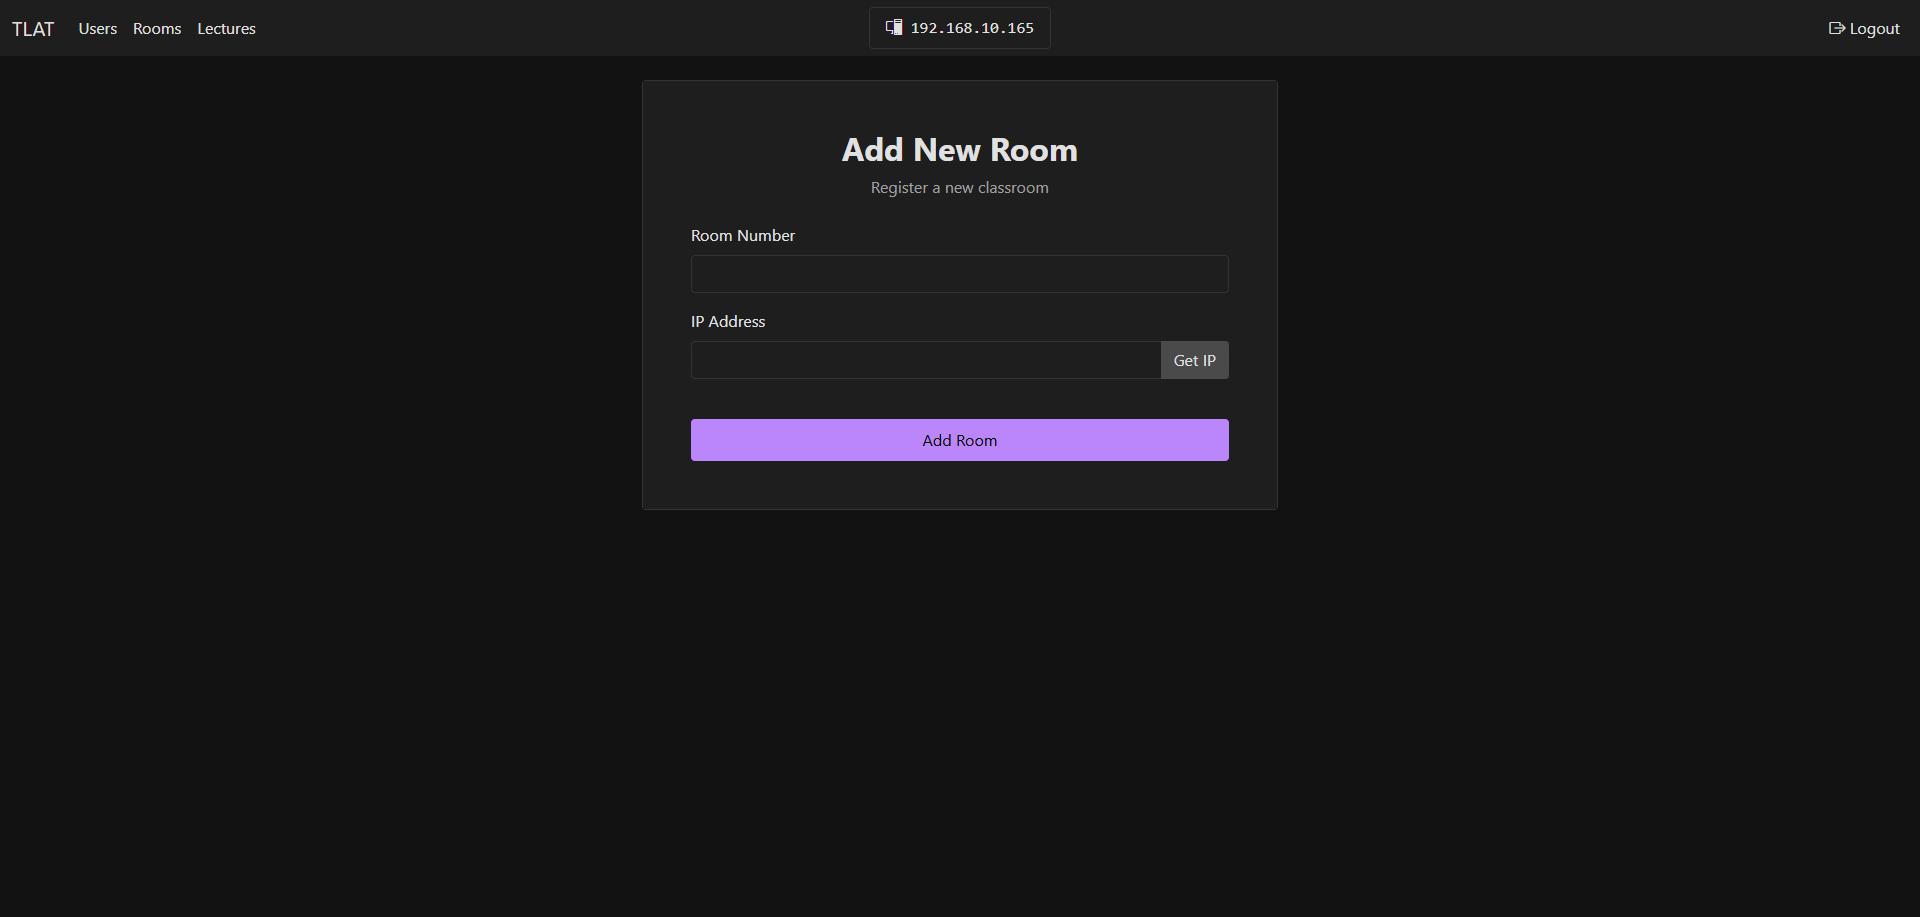 TLAT Users Rooms Lectures 192.168.10.165 Logout
Add New Room
Register a new classroom
Room Number
IP Address
Get IP
Add Room